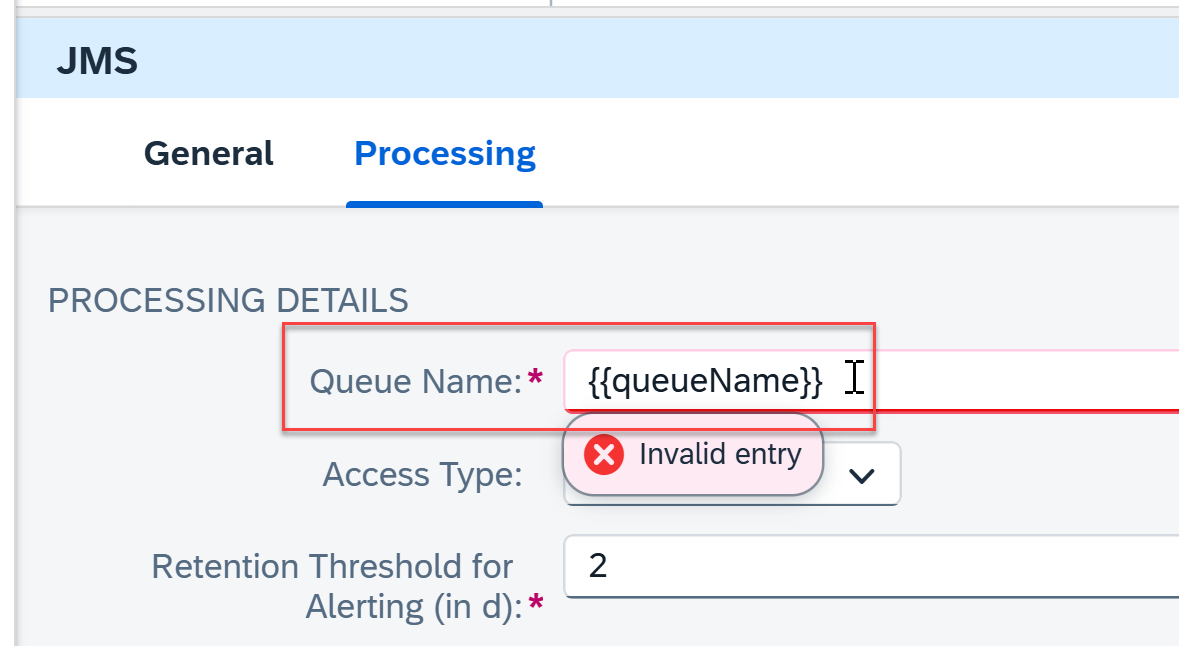 JMS
General Processing
PROCESSING DETAILS
Queue Name:* {{queueName}}
Invalid entry
Access Type:
Retention Threshold for
Alerting (in d):* 2